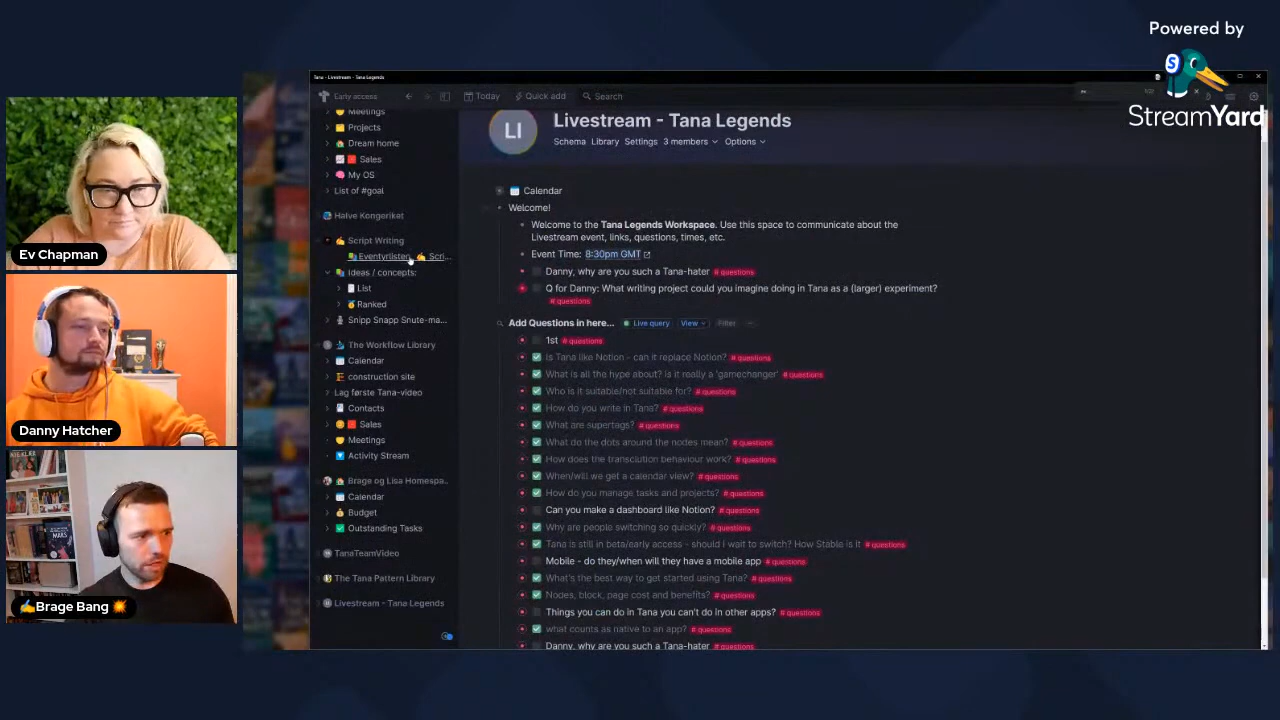 Powered by
StreamYard
Ev Chapman
Danny Hatcher
✍️Brage Bang 💥
Tana - Livestream - Tana Legends
Early access
Today
Quick add
Search
Meetings
Projects
Dream home
Sales
My OS
List of #goal
Halve Kongeriket
Script Writing
Eventyrlisten, ✍️ Scri...
Ideas / concepts:
List
Ranked
Snipp Snapp Snute-ma...
The Workflow Library
Calendar
construction site
Lag første Tana-video
Contacts
Sales
Meetings
Activity Stream
Brage og Lisa Homespa..
Calendar
Budget
Outstanding Tasks
TanaTeamVideo
The Tana Pattern Library
LI Livestream - Tana Legends
LI
Livestream - Tana Legends
Schema Library Settings 3 members Options
Calendar
Welcome!
Welcome to the Tana Legends Workspace. Use this space to communicate about the
Livestream event, links, questions, times, etc.
Event Time: 8:30pm GMT
Danny, why are you such a Tana-hater # questions
Q for Danny: What writing project could you imagine doing in Tana as a (larger) experiment?
# questions
Add Questions in here... Live query View Filter
1st # questions
Is Tana like Notion - can it replace Notion? # questions
What is all the hype about? Is it really a 'gamechanger' # questions
Who is it suitable/not suitable for? # questions
How do you write in Tana? # questions
What are supertags? # questions
What do the dots around the nodes mean? # questions
How does the transclution behaviour work? # questions
When/will we get a calendar view? # questions
How do you manage tasks and projects? # questions
Can you make a dashboard like Notion? # questions
Why are people switching so quickly? # questions
Tana is still in beta/early access - should I wait to switch? How Stable is it # questions
Mobile - do they/when will they have a mobile app # questions
What's the best way to get started using Tana? # questions
Nodes, block, page cost and benefits? # questions
Things you can do in Tana you can't do in other apps? # questions
what counts as native to an app? # questions
Danny, why are you such a Tana-hater # questions